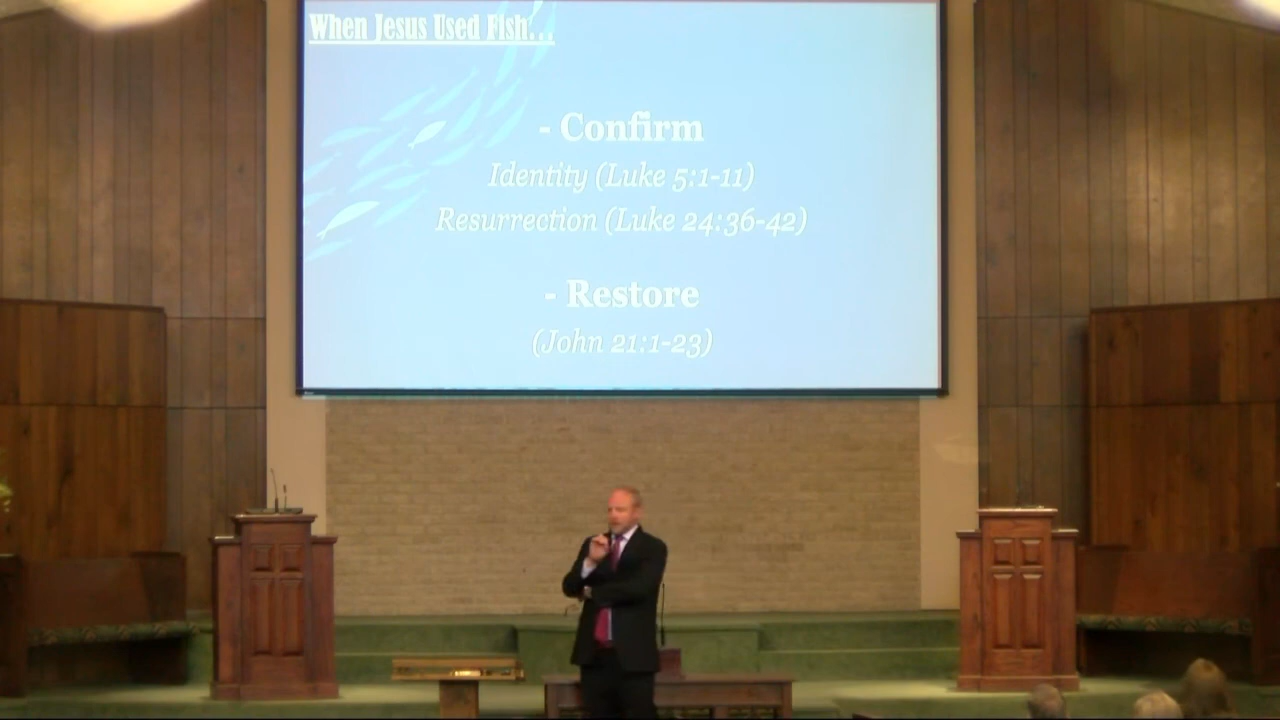 When Jesus Used Fish...
- Confirm
Identity (Luke 5:1-11)
Resurrection (Luke 24:36-42)
- Restore
(John 21:1-23)